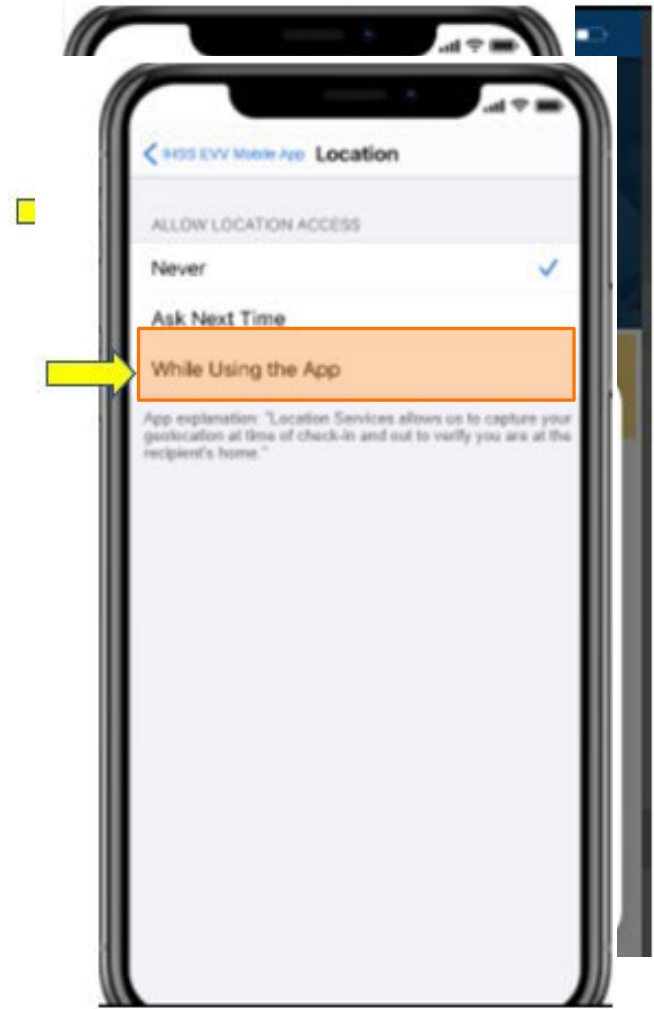 IHSS EVV Mobile App Location
ALLOW LOCATION ACCESS
Never
Ask Next Time
While Using the App
App explanation: "Location Services allows us to capture your
geolocation at time of check-in and out to verify you are at the
recipient's home."